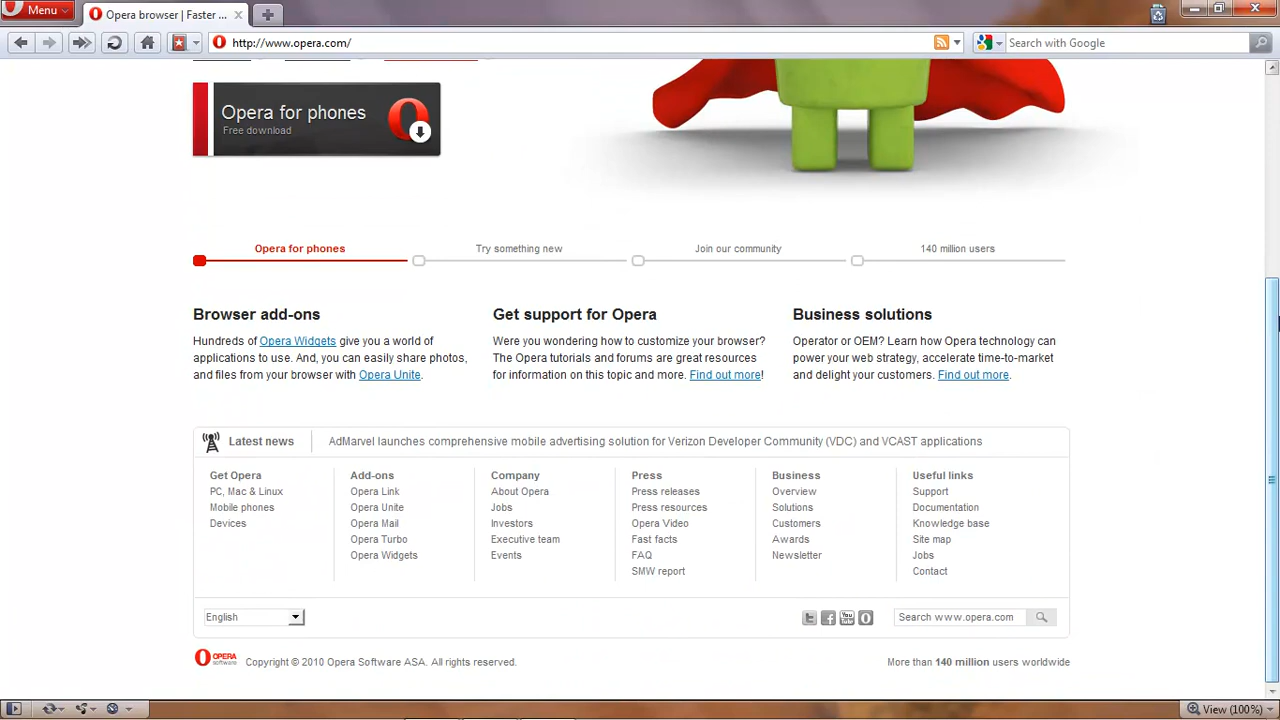 Menu
Opera browser | Faster ...
http://www.opera.com/
Search with Google
Opera for phones
Free download
Opera for phones
Try something new
Join our community
140 million users
Browser add-ons
Hundreds of Opera Widgets give you a world of
applications to use. And, you can easily share photos,
and files from your browser with Opera Unite.
Get support for Opera
Were you wondering how to customize your browser?
The Opera tutorials and forums are great resources
for information on this topic and more. Find out more!
Business solutions
Operator or OEM? Learn how Opera technology can
power your web strategy, accelerate time-to-market
and delight your customers. Find out more.
Latest news
AdMarvel launches comprehensive mobile advertising solution for Verizon Developer Community (VDC) and VCAST applications
Get Opera
PC, Mac & Linux
Mobile phones
Devices
Add-ons
Opera Link
Opera Unite
Opera Mail
Opera Turbo
Opera Widgets
Company
About Opera
Jobs
Investors
Executive team
Events
Press
Press releases
Press resources
Opera Video
Fast facts
FAQ
SMW report
Business
Overview
Solutions
Customers
Awards
Newsletter
Useful links
Support
Documentation
Knowledge base
Site map
Jobs
Contact
English
You Tube
Search www.opera.com
OPERA software
Copyright © 2010 Opera Software ASA. All rights reserved.
More than 140 million users worldwide
View (100%)